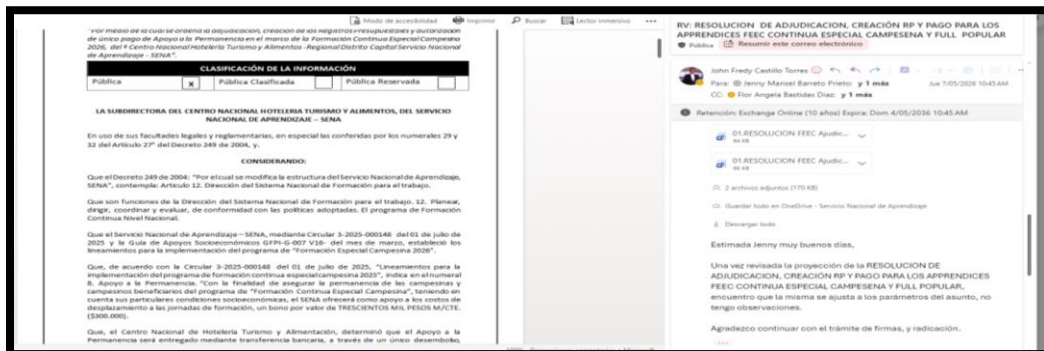 Modo de accesibilidad Imprimir Buscar Lector inmersivo
"Por medio de la cual se ordena la adjudicación, creación de los Registros Presupuestales y autorización
de único pago de Apoyo a la Permanencia en el marco de la Formación Continua Especial Campesina
2026, del º Centro Nacional Hotelería Turismo y Alimentos -Regional Distrito Capital Servicio Nacional
de Aprendizaje - SENA".
CLASIFICACIÓN DE LA INFORMACIÓN
Pública x Pública Clasificada Pública Reservada
LA SUBDIRECTORA DEL CENTRO NACIONAL HOTELERIA TURISMO Y ALIMENTOS, DEL SERVICIO
NACIONAL DE APRENDIZAJE – SENA
En uso de sus facultades legales y reglamentarias, en especial las conferidas por los numerales 29 y
32 del Artículo 27º del Decreto 249 de 2004, y.
CONSIDERANDO:
Que el Decreto 249 de 2004: "Por el cual se modifica la estructura del Servicio Nacional de Aprendizaje,
SENA", contempla: Artículo 12. Dirección del Sistema Nacional de Formación para el trabajo.
Que son funciones de la Dirección del Sistema Nacional de Formación para el trabajo. 12. Planear,
dirigir, coordinar y evaluar, de conformidad con las políticas adoptadas. El programa de Formación
Continua Nivel Nacional.
Que el Servicio Nacional de Aprendizaje – SENA, mediante Circular 3-2025-000148 del 01 de julio de
2025 y la Guía de Apoyos Socioeconómicos GFPI-G-007 V16- del mes de marzo, estableció los
lineamientos para la implementación del programa de "Formación Especial Campesina 2026".
Que, de acuerdo con la Circular 3-2025-000148 del 01 de julio de 2025, "Lineamientos para la
implementación del programa de formación continua especial campesina 2025", indica en el numeral
8. Apoyo a la Permanencia. "Con la finalidad de asegurar la permanencia de las campesinas y
campesinos beneficiarios del programa de "Formación Continua Especial Campesina", teniendo en
cuenta sus particulares condiciones socioeconómicas, el SENA ofrecerá como apoyo a los costos de
desplazamiento a las jornadas de formación, un bono por valor de TRESCIENTOS MIL PESOS M/CTE.
($300.000).
Que, el Centro Nacional de Hotelería Turismo y Alimentación, determinó que el Apoyo a la
Permanencia será entregado mediante transferencia bancaria, a través de un único desembolso,
RV: RESOLUCION DE ADJUDICACION, CREACIÓN RP Y PAGO PARA LOS
APRENDICES FEEC CONTINUA ESPECIAL CAMPESENA Y FULL POPULAR
Pública Resumir este correo electrónico
John Fredy Castillo Torres
Para: Jenny Marisel Barreto Prieto; y 1 más Jue 7/05/2026 10:45 AM
CC: Flor Angela Bastidas Diaz; y 1 más
Retención: Exchange Online (10 años) Expira: Dom 4/05/2036 10:45 AM
01.RESOLUCION FEEC Ajudic...
84 KB
01.RESOLUCION FEEC Ajudic...
86 KB
2 archivos adjuntos (170 KB)
Guardar todo en OneDrive - Servicio Nacional de Aprendizaje
Descargar todo
Estimada Jenny muy buenos días,
Una vez revisada la proyección de la RESOLUCION DE
ADJUDICACION, CREACIÓN RP Y PAGO PARA LOS APPRENDICES
FEEC CONTINUA ESPECIAL CAMPESENA Y FULL POPULAR,
encuentro que la misma se ajusta a los parámetros del asunto, no
tengo observaciones.
Agradezco continuar con el trámite de firmas, y radicación.